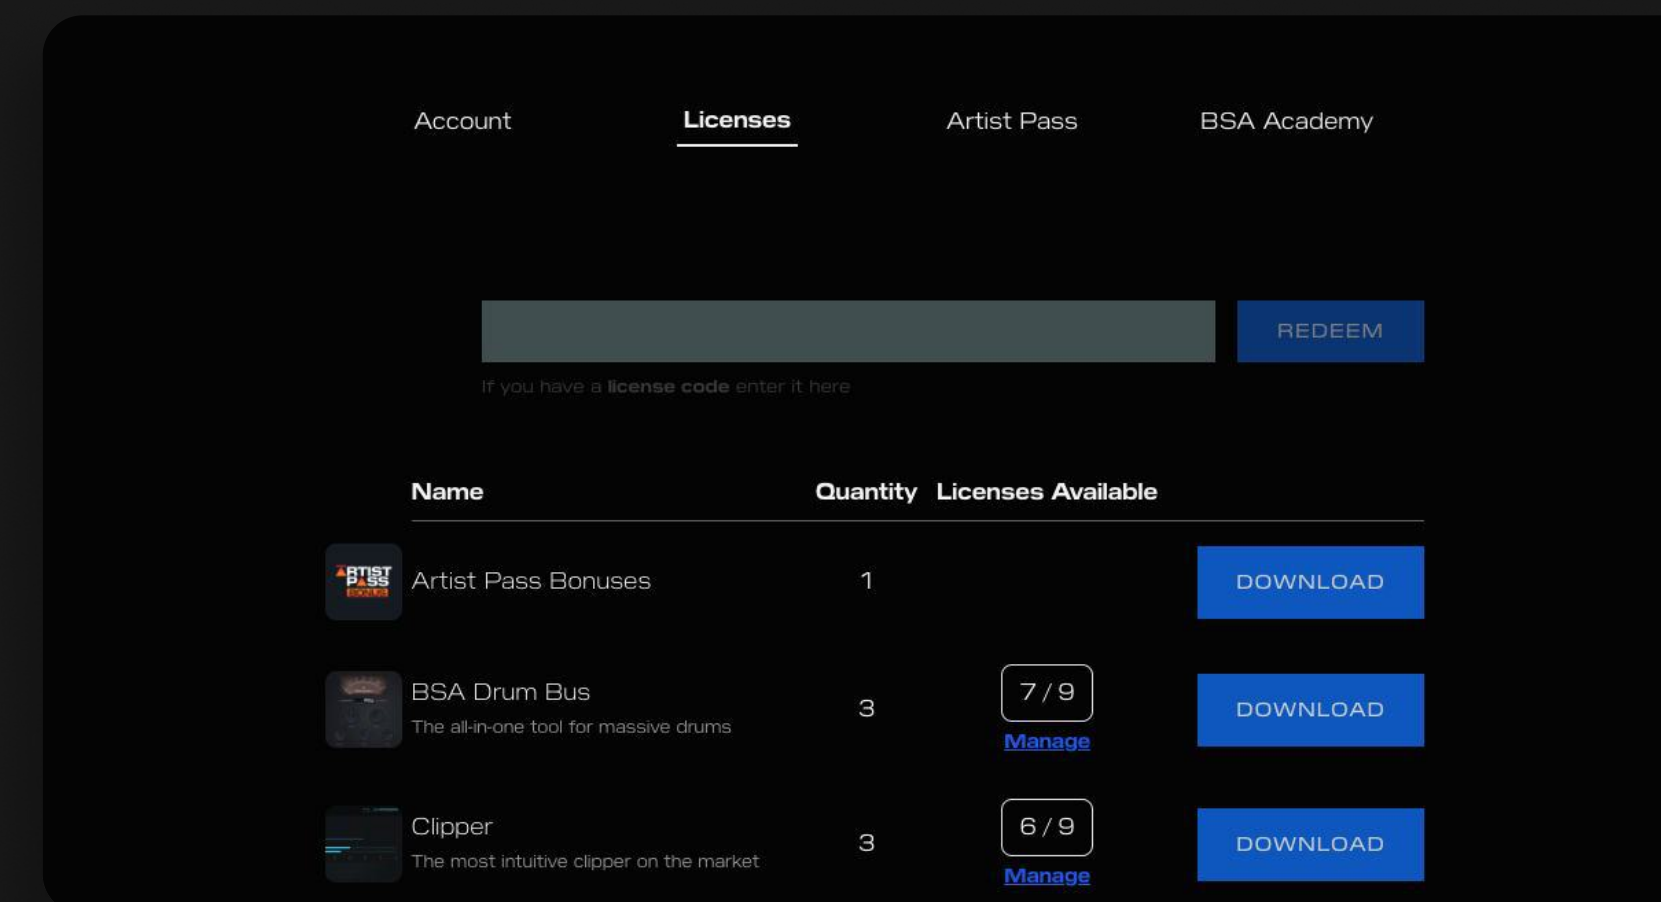 Account
Licenses
Artist Pass
BSA Academy
REDEEM
If you have a license code enter it here
Name
Quantity
Licenses Available
ARTIST
PASS
BONUS
Artist Pass Bonuses
1
DOWNLOAD
BSA Drum Bus
The all-in-one tool for massive drums
3
7 / 9
Manage
DOWNLOAD
Clipper
The most intuitive clipper on the market
3
6 / 9
Manage
DOWNLOAD